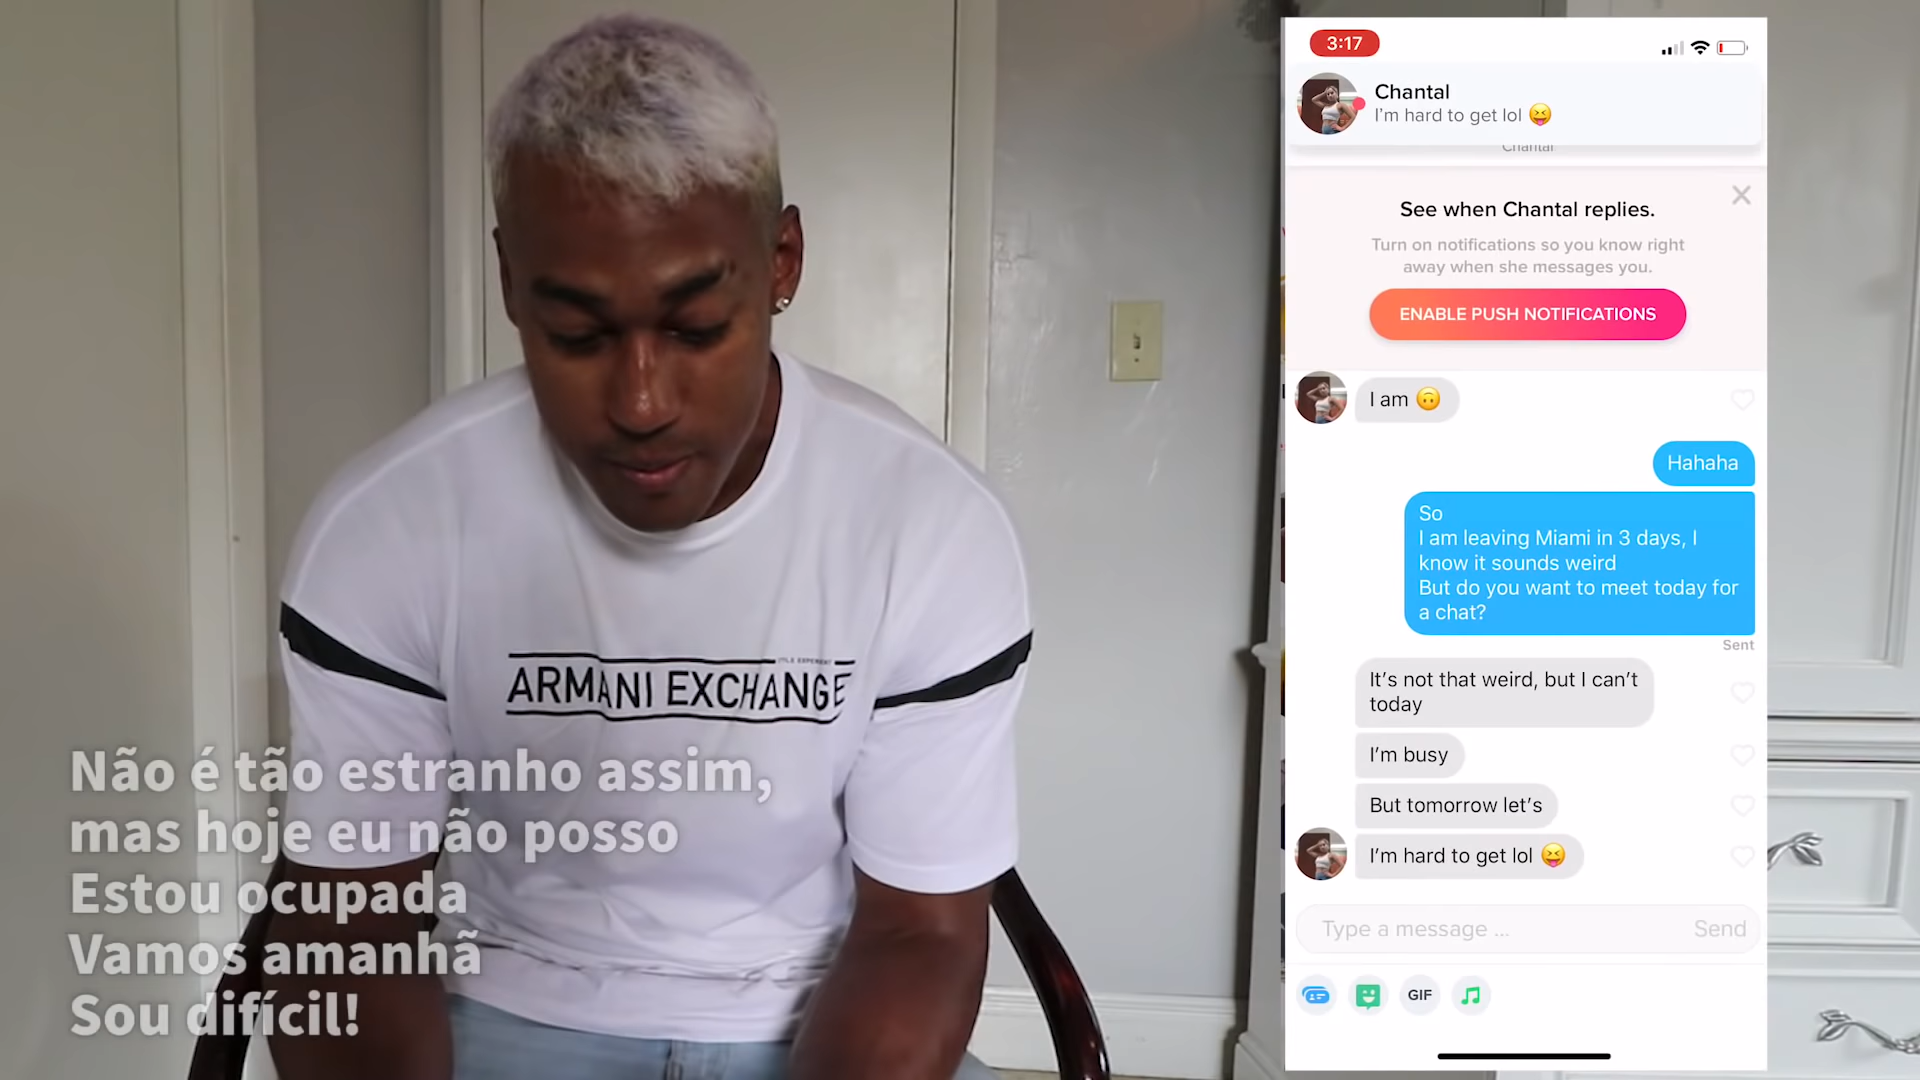 3:17
Chantal
I'm hard to get lol 😝
Chantal
See when Chantal replies.
Turn on notifications so you know right
away when she messages you.
ENABLE PUSH NOTIFICATIONS
I am 🙃
Hahaha
So
I am leaving Miami in 3 days, I
know it sounds weird
But do you want to meet today for
a chat?
Sent
It's not that weird, but I can't
today
I'm busy
But tomorrow let's
I'm hard to get lol 😝
Type a message ... Send
GIF
ARMANI EXCHANGE
Não é tão estranho assim,
mas hoje eu não posso
Estou ocupada
Vamos amanhã
Sou difícil!